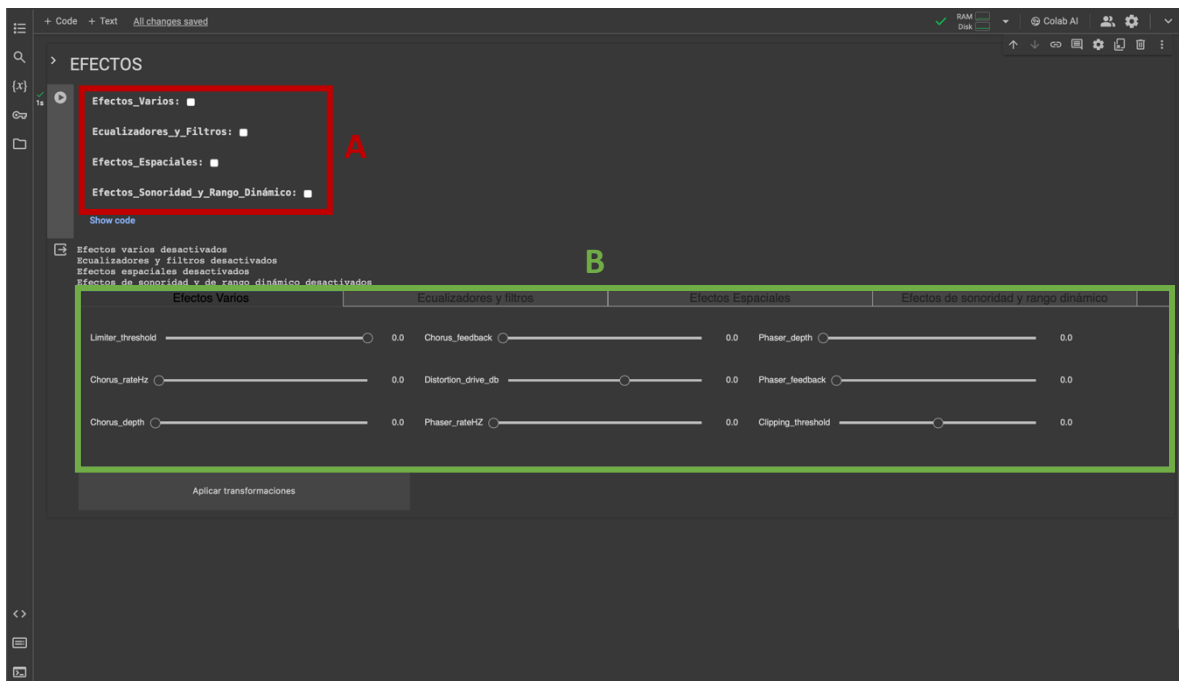 + Code + Text All changes saved
RAM
Disk
Colab AI
EFECTOS
{x}
1s
Efectos_Varios:
Ecualizadores_y_Filtros:
A
Efectos_Espaciales:
Efectos_Sonoridad_y_Rango_Dinámico:
Show code
Efectos varios desactivados
Ecualizadores y filtros desactivados
Efectos espaciales desactivados
Efectos de sonoridad y de rango dinámico desactivados
B
Efectos Varios Ecualizadores y filtros Efectos Espaciales Efectos de sonoridad y rango dinámico
Limiter_threshold 0.0 Chorus_feedback 0.0 Phaser_depth 0.0
Chorus_rateHz 0.0 Distortion_drive_db 0.0 Phaser_feedback 0.0
Chorus_depth 0.0 Phaser_rateHZ 0.0 Clipping_threshold 0.0
Aplicar transformaciones